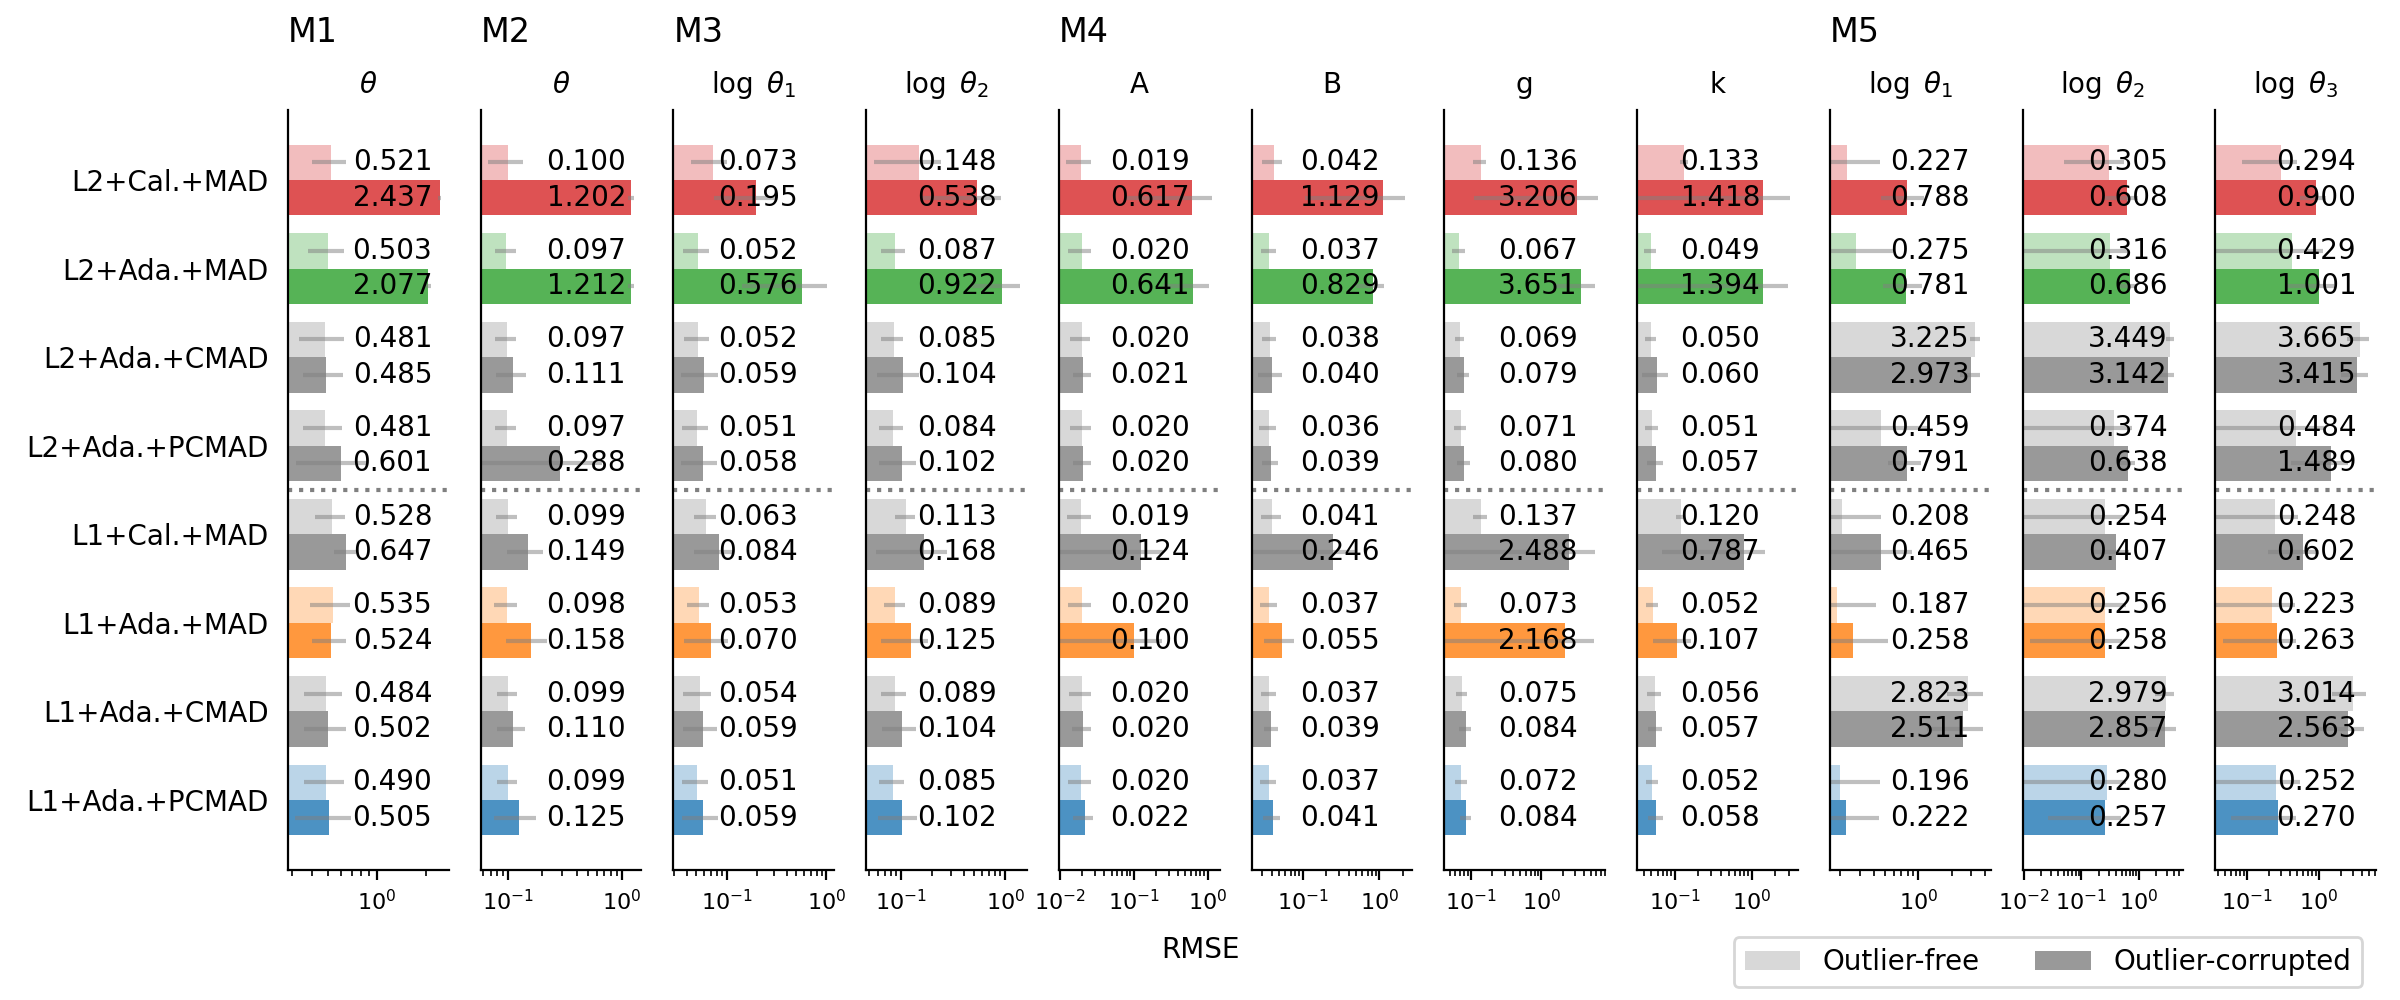 M1 M2 M3 M4 M5
θ θ log θ1 log θ2 A B g k log θ1 log θ2 log θ3
L2+Cal.+MAD
0.521 0.100 0.073 0.148 0.019 0.042 0.136 0.133 0.227 0.305 0.294
2.437 1.202 0.195 0.538 0.617 1.129 3.206 1.418 0.788 0.608 0.900
L2+Ada.+MAD
0.503 0.097 0.052 0.087 0.020 0.037 0.067 0.049 0.275 0.316 0.429
2.077 1.212 0.576 0.922 0.641 0.829 3.651 1.394 0.781 0.686 1.001
L2+Ada.+CMAD
0.481 0.097 0.052 0.085 0.020 0.038 0.069 0.050 3.225 3.449 3.665
0.485 0.111 0.059 0.104 0.021 0.040 0.079 0.060 2.973 3.142 3.415
L2+Ada.+PCMAD
0.481 0.097 0.051 0.084 0.020 0.036 0.071 0.051 0.459 0.374 0.484
0.601 0.288 0.058 0.102 0.020 0.039 0.080 0.057 0.791 0.638 1.489
L1+Cal.+MAD
0.528 0.099 0.063 0.113 0.019 0.041 0.137 0.120 0.208 0.254 0.248
0.647 0.149 0.084 0.168 0.124 0.246 2.488 0.787 0.465 0.407 0.602
L1+Ada.+MAD
0.535 0.098 0.053 0.089 0.020 0.037 0.073 0.052 0.187 0.256 0.223
0.524 0.158 0.070 0.125 0.100 0.055 2.168 0.107 0.258 0.258 0.263
L1+Ada.+CMAD
0.484 0.099 0.054 0.089 0.020 0.037 0.075 0.056 2.823 2.979 3.014
0.502 0.110 0.059 0.104 0.020 0.039 0.084 0.057 2.511 2.857 2.563
L1+Ada.+PCMAD
0.490 0.099 0.051 0.085 0.020 0.037 0.072 0.052 0.196 0.280 0.252
0.505 0.125 0.059 0.102 0.022 0.041 0.084 0.058 0.222 0.257 0.270
10^0 10^-1 10^0 10^-1 10^0 10^-1 10^0 10^-2 10^-1 10^0 10^-1 10^0 10^-1 10^0 10^-1 10^0 10^0 10^-2 10^-1 10^0 10^-1 10^0
RMSE
Outlier-free Outlier-corrupted